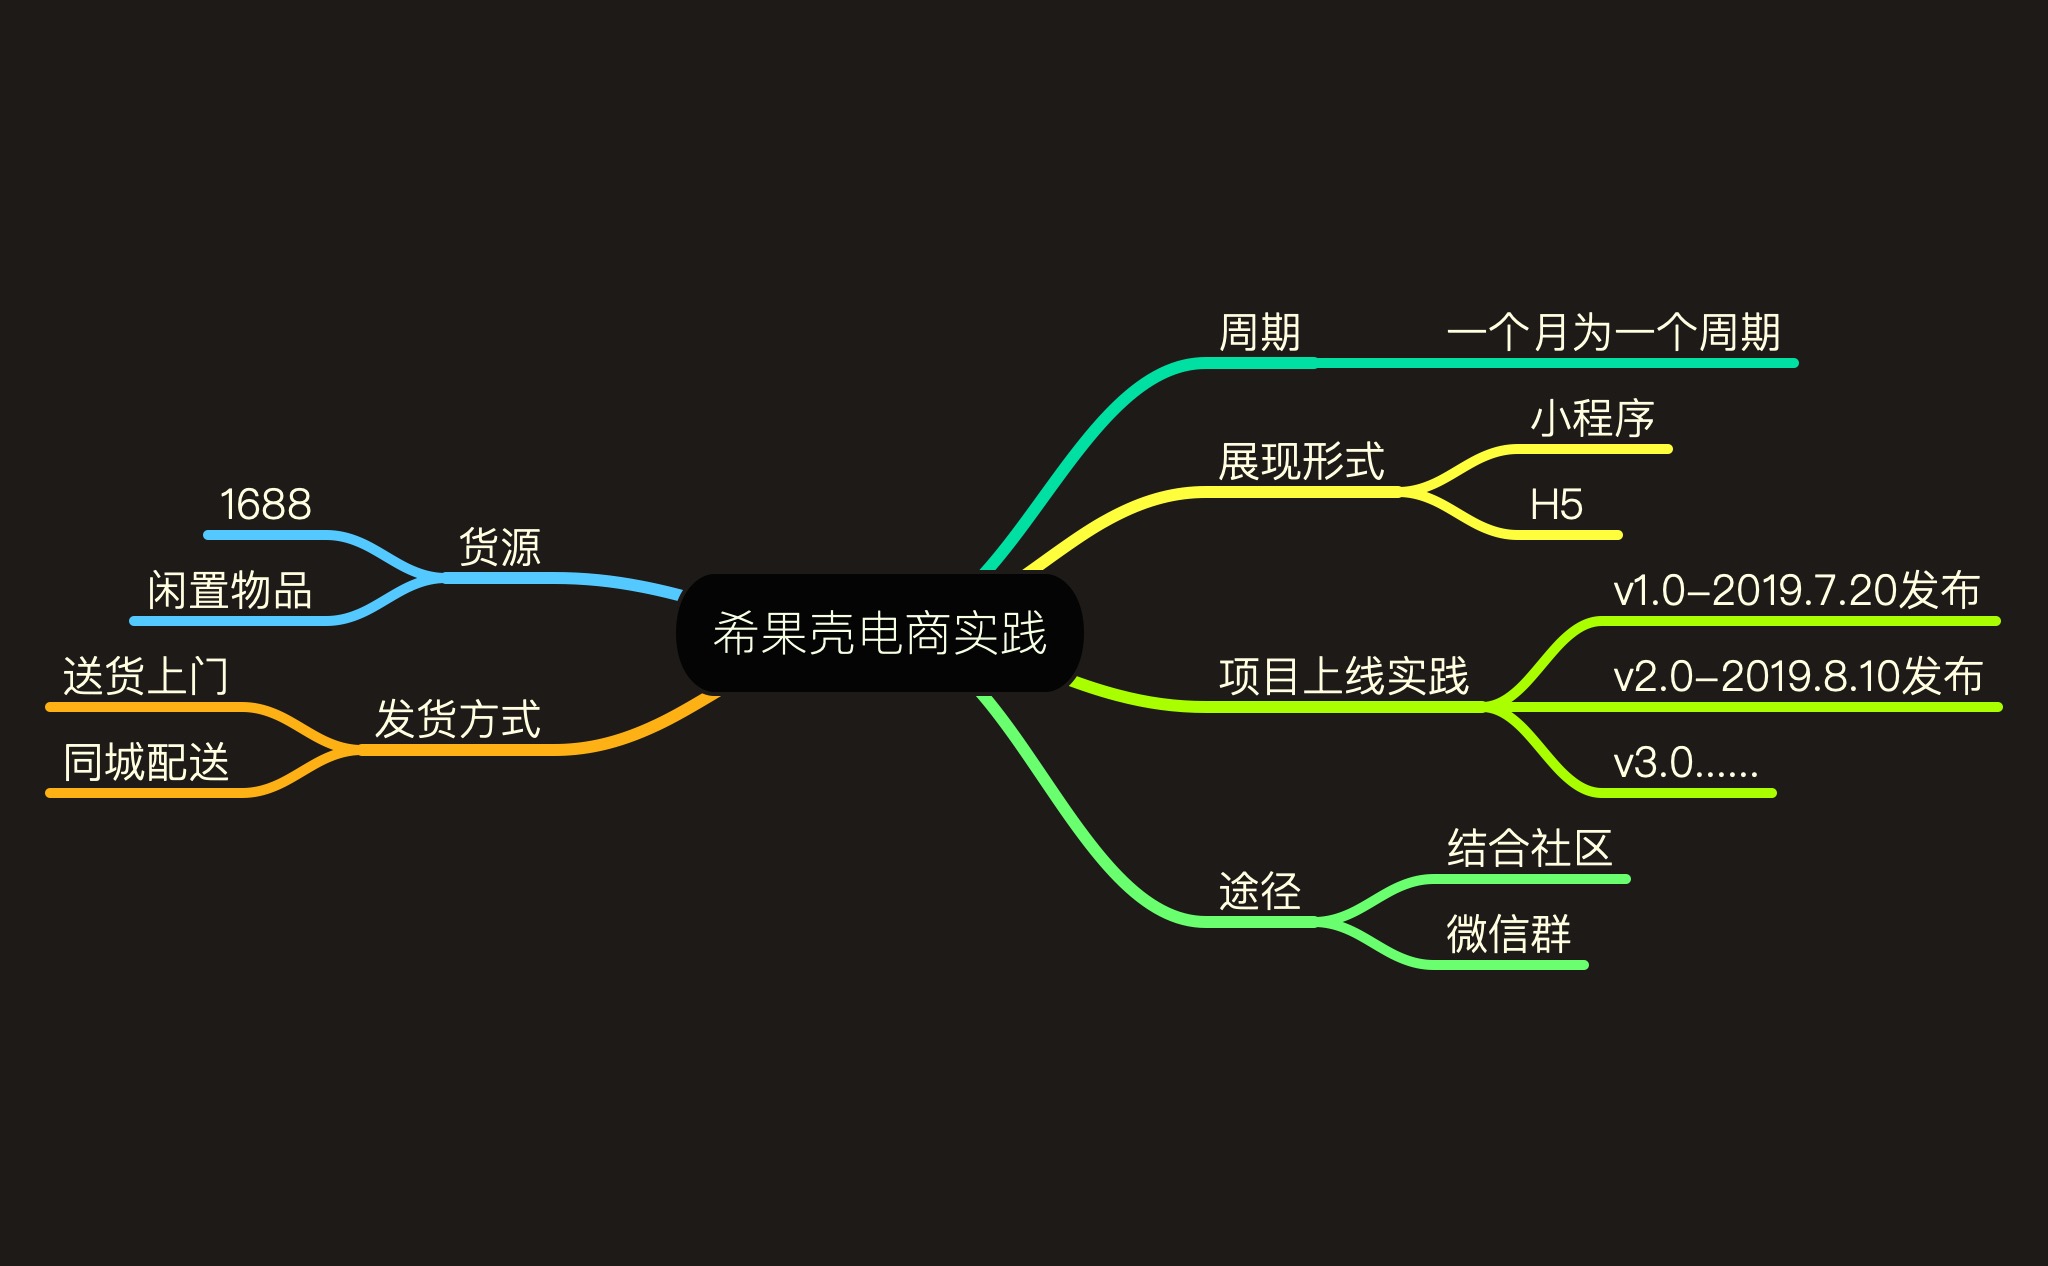 希果壳电商实践
周期
一个月为一个周期
展现形式
小程序
H5
项目上线实践
v1.0-2019.7.20发布
v2.0-2019.8.10发布
v3.0......
途径
结合社区
微信群
货源
1688
闲置物品
发货方式
送货上门
同城配送